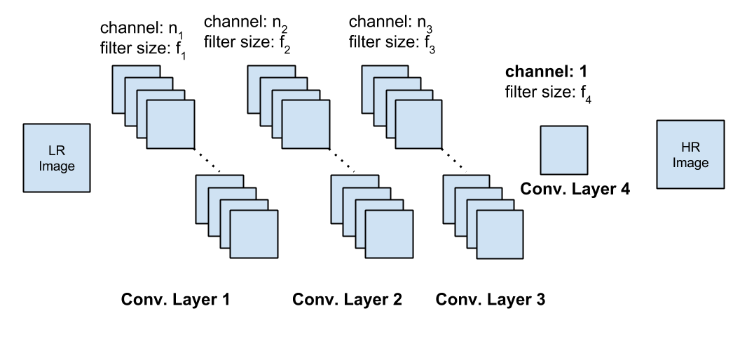 channel: n₁
filter size: f₁
channel: n₂
filter size: f₂
channel: n₃
filter size: f₃
channel: 1
filter size: f₄
LR
Image
HR
Image
Conv. Layer 4
Conv. Layer 1
Conv. Layer 2
Conv. Layer 3